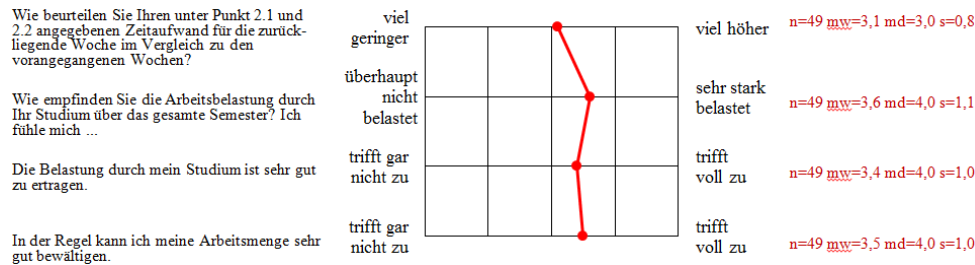 Wie beurteilen Sie Ihren unter Punkt 2.1 und
2.2 angegebenen Zeitaufwand für die zurück-
liegende Woche im Vergleich zu den
vorangegangenen Wochen?
viel
geringer
viel höher
n=49 mw=3,1 md=3,0 s=0,8
Wie empfinden Sie die Arbeitsbelastung durch
Ihr Studium über das gesamte Semester? Ich
fühle mich ...
überhaupt
nicht
belastet
sehr stark
belastet
n=49 mw=3,6 md=4,0 s=1,1
Die Belastung durch mein Studium ist sehr gut
zu ertragen.
trifft gar
nicht zu
trifft
voll zu
n=49 mw=3,4 md=4,0 s=1,0
In der Regel kann ich meine Arbeitsmenge sehr
gut bewältigen.
trifft gar
nicht zu
trifft
voll zu
n=49 mw=3,5 md=4,0 s=1,0